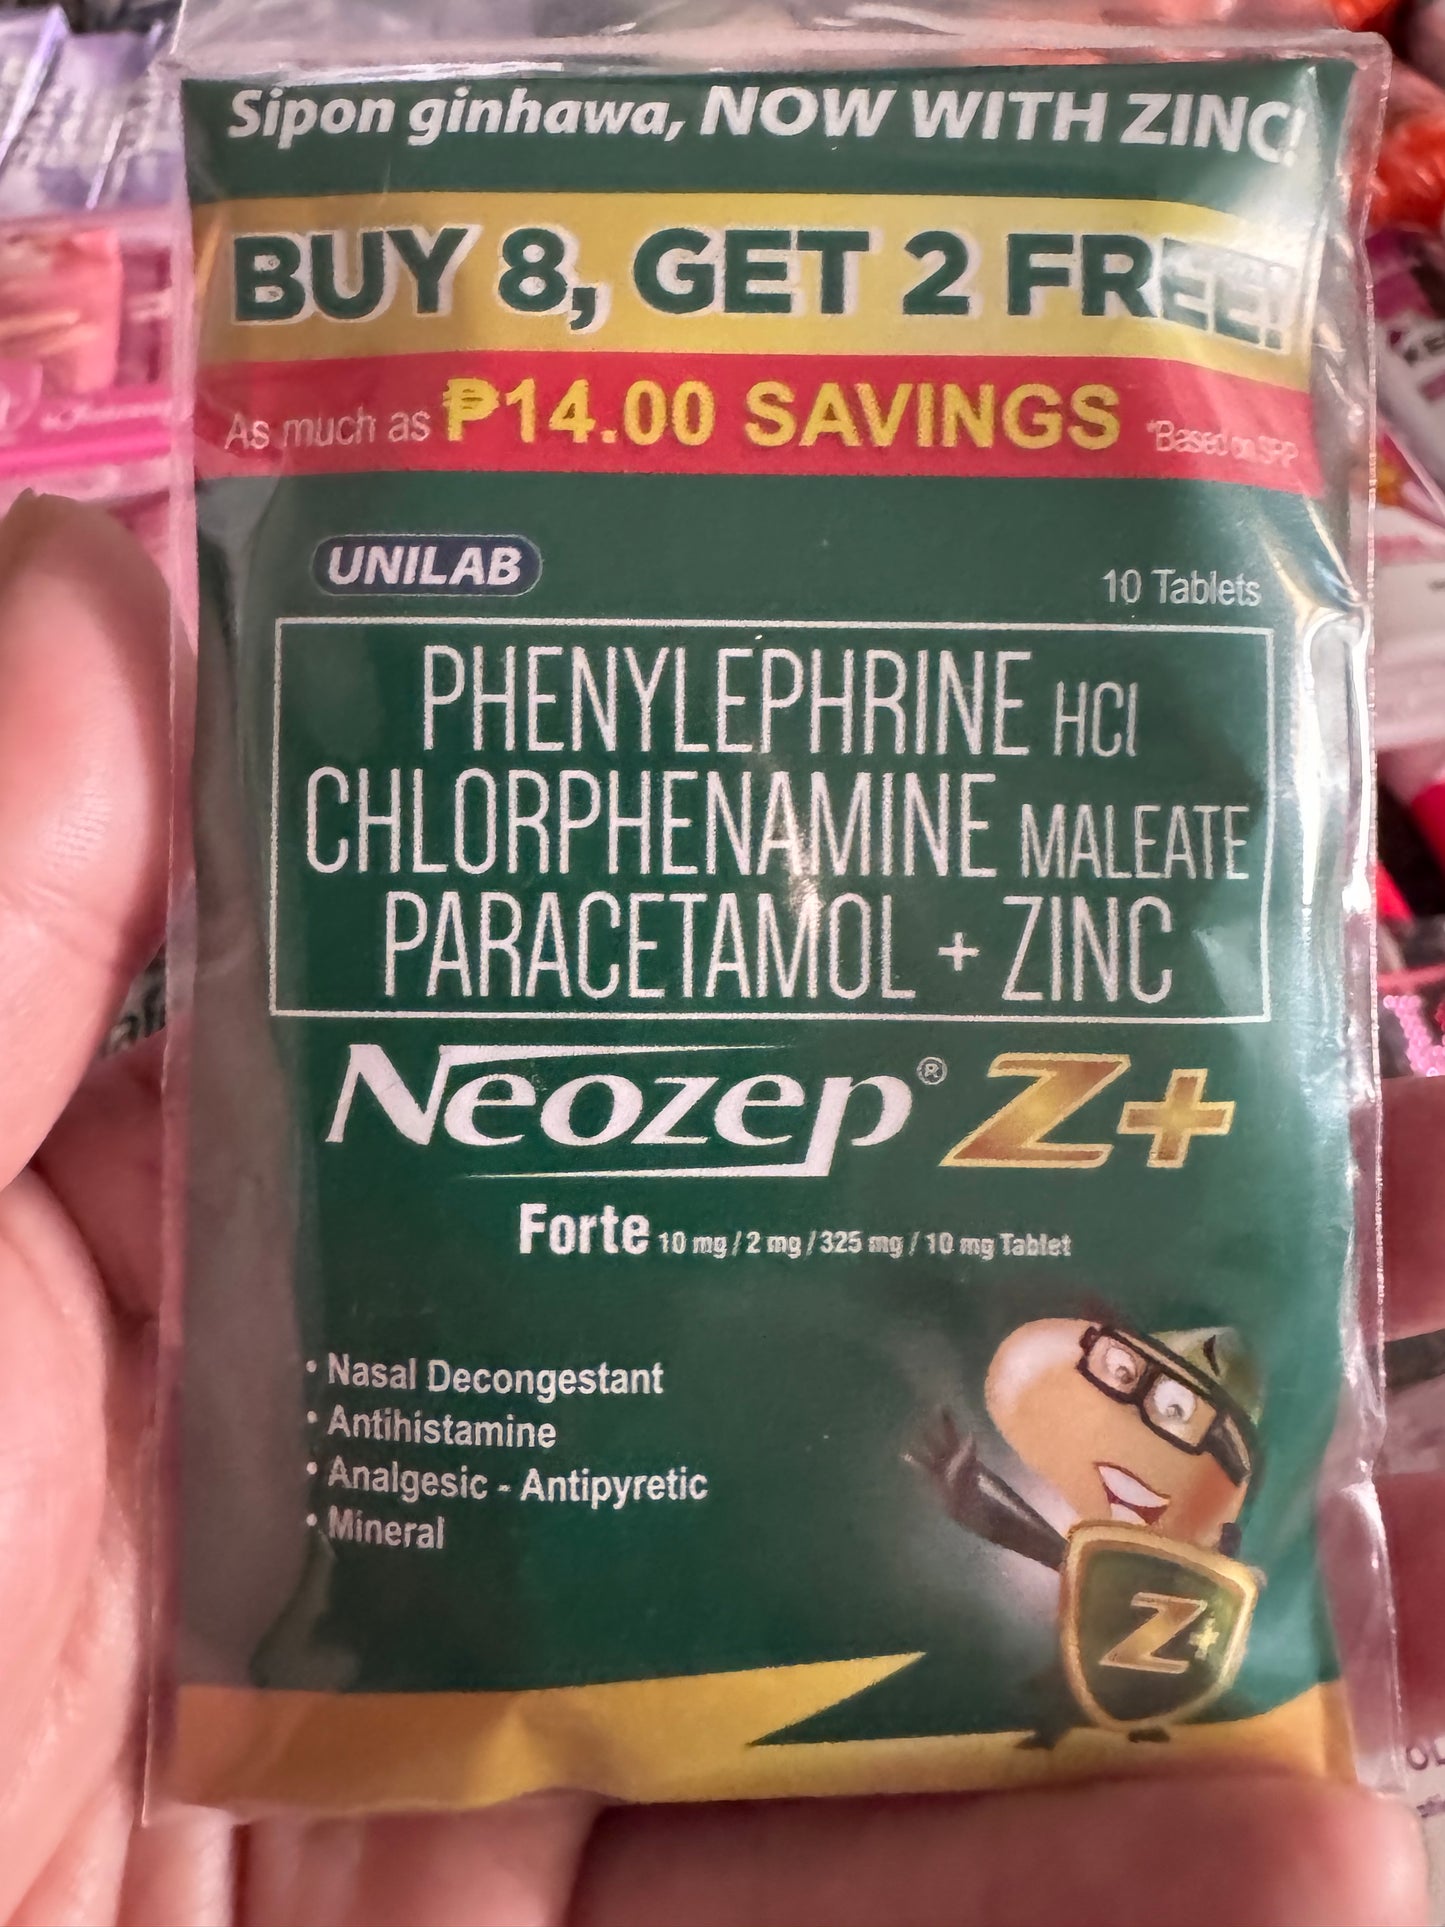 Sipon ginhawa, NOW WITH ZINC!
BUY 8, GET 2 FREE!
As much as ₱14.00 SAVINGS *Based on SRP
UNILAB
10 Tablets
PHENYLEPHRINE HCl
CHLORPHENAMINE MALEATE
PARACETAMOL + ZINC
Neozep® Z+
Forte 10 mg / 2 mg / 325 mg / 10 mg Tablet
• Nasal Decongestant
• Antihistamine
• Analgesic - Antipyretic
• Mineral
Z+